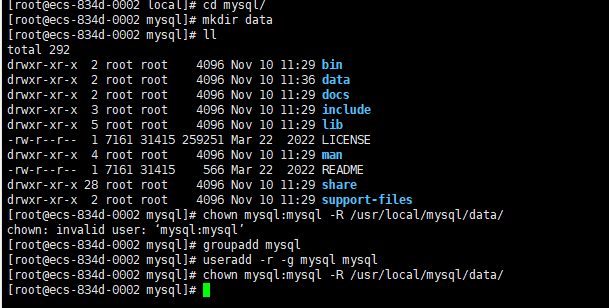 [root@ecs-834d-0002 local]# cd mysql/
[root@ecs-834d-0002 mysql]# mkdir data
[root@ecs-834d-0002 mysql]# ll
total 292
drwxr-xr-x  2 root root    4096 Nov 10 11:29 bin
drwxr-xr-x  2 root root    4096 Nov 10 11:36 data
drwxr-xr-x  2 root root    4096 Nov 10 11:29 docs
drwxr-xr-x  3 root root    4096 Nov 10 11:29 include
drwxr-xr-x  5 root root    4096 Nov 10 11:29 lib
-rw-r--r--  1 7161 31415 259251 Mar 22  2022 LICENSE
drwxr-xr-x  4 root root    4096 Nov 10 11:29 man
-rw-r--r--  1 7161 31415    566 Mar 22  2022 README
drwxr-xr-x 28 root root    4096 Nov 10 11:29 share
drwxr-xr-x  2 root root    4096 Nov 10 11:29 support-files
[root@ecs-834d-0002 mysql]# chown mysql:mysql -R /usr/local/mysql/data/
chown: invalid user: ‘mysql:mysql’
[root@ecs-834d-0002 mysql]# groupadd mysql
[root@ecs-834d-0002 mysql]# useradd -r -g mysql mysql
[root@ecs-834d-0002 mysql]# chown mysql:mysql -R /usr/local/mysql/data/
[root@ecs-834d-0002 mysql]#